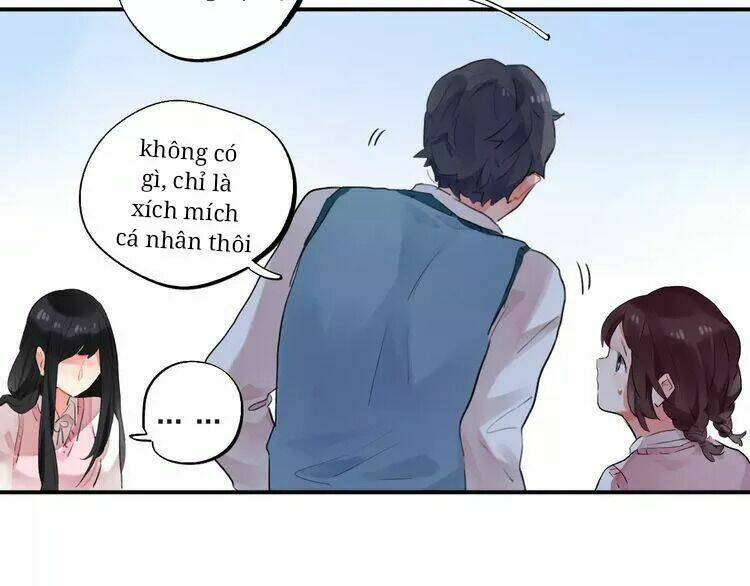 không có
gì, chỉ là
xích mích
cá nhân thôi
... ...